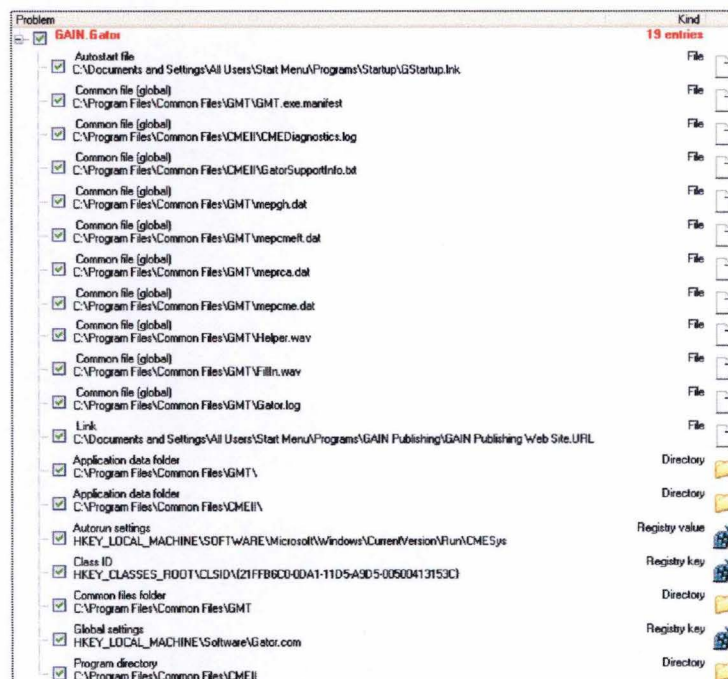 Problem Kind
GAIN.Gator 19 entries
Autostart file File
C:\Documents and Settings\All Users\Start Menu\Programs\Startup\GStartup.lnk
Common file (global) File
C:\Program Files\Common Files\GMT\GMT.exe.manifest
Common file (global) File
C:\Program Files\Common Files\CMEII\CMEDiagnostics.log
Common file (global) File
C:\Program Files\Common Files\CMEII\GatorSupportInfo.txt
Common file (global) File
C:\Program Files\Common Files\GMT\mepgh.dat
Common file (global) File
C:\Program Files\Common Files\GMT\mepcmeft.dat
Common file (global) File
C:\Program Files\Common Files\GMT\meprca.dat
Common file (global) File
C:\Program Files\Common Files\GMT\mepcme.dat
Common file (global) File
C:\Program Files\Common Files\GMT\Helper.wav
Common file (global) File
C:\Program Files\Common Files\GMT\FillIn.wav
Common file (global) File
C:\Program Files\Common Files\GMT\Gator.log
Link File
C:\Documents and Settings\All Users\Start Menu\Programs\GAIN Publishing\GAIN Publishing Web Site.URL
Application data folder Directory
C:\Program Files\Common Files\GMT\
Application data folder Directory
C:\Program Files\Common Files\CMEII\
Autorun settings Registry value
HKEY_LOCAL_MACHINE\SOFTWARE\Microsoft\Windows\CurrentVersion\Run\CMESys
Class ID Registry key
HKEY_CLASSES_ROOT\CLSID\{21FFB6C0-0DA1-11D5-A9D5-00500413153C}
Common files folder Directory
C:\Program Files\Common Files\GMT
Global settings Registry key
HKEY_LOCAL_MACHINE\Software\Gator.com
Program directory Directory
C:\Program Files\Common Files\CMEII